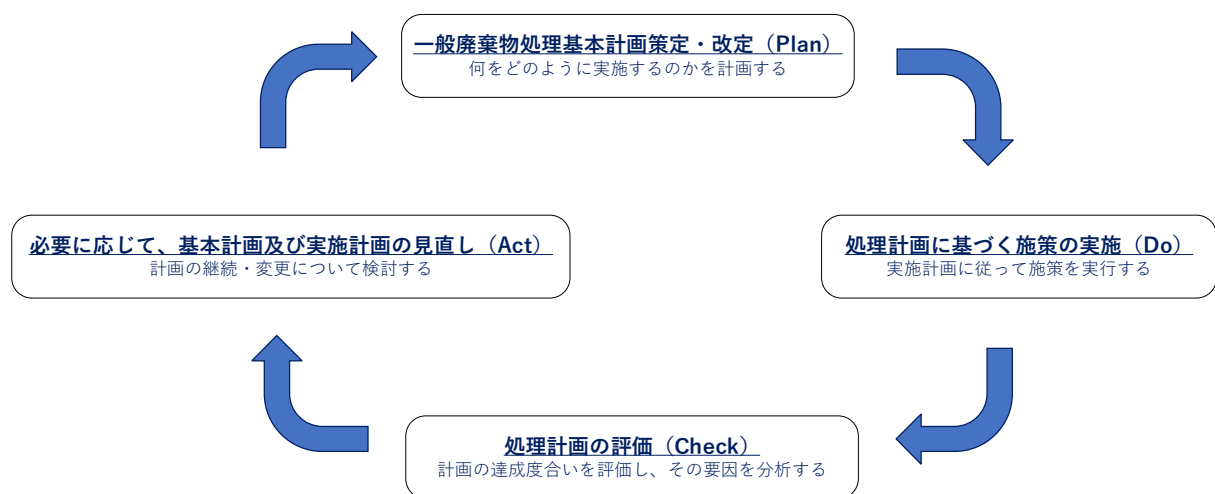 一般廃棄物処理基本計画策定・改定（Plan）
何をどのように実施するのかを計画する
必要に応じて、基本計画及び実施計画の見直し（Act）
計画の継続・変更について検討する
処理計画に基づく施策の実施（Do）
実施計画に従って施策を実行する
処理計画の評価（Check）
計画の達成度合いを評価し、その要因を分析する